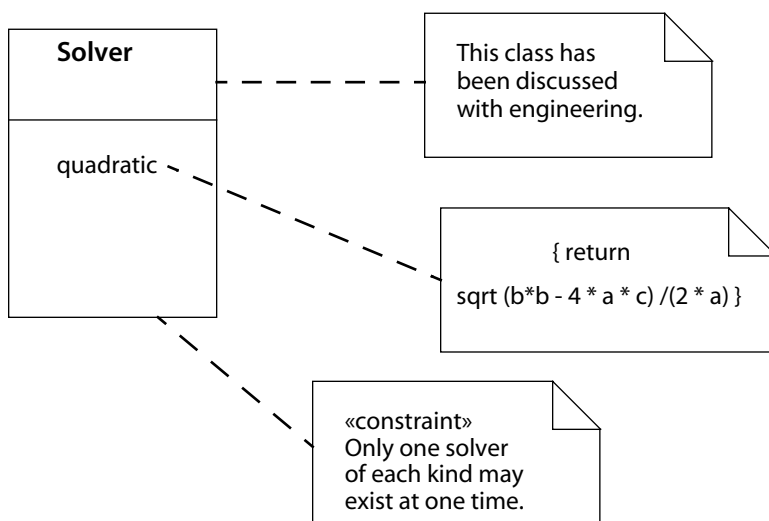 Solver
This class has
been discussed
with engineering.
quadratic
{ return
sqrt (b*b - 4 * a * c) /(2 * a) }
«constraint»
Only one solver
of each kind may
exist at one time.